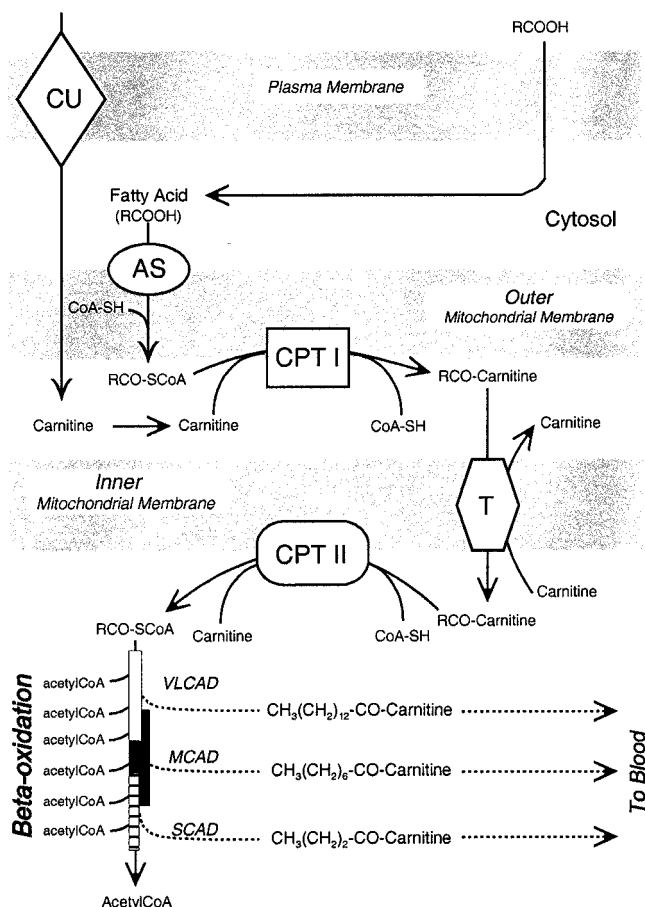 RCOOH
CU
Plasma Membrane
Fatty Acid
(RCOOH)
Cytosol
AS
CoA-SH
Outer
Mitochondrial Membrane
CPT I
RCO-SCoA
RCO-Carnitine
Carnitine
Carnitine
CoA-SH
Carnitine
Inner
Mitochondrial Membrane
T
CPT II
Carnitine
RCO-SCoA
Carnitine
CoA-SH
RCO-Carnitine
Beta-oxidation
acetylCoA
VLCAD
acetylCoA
CH₃(CH₂)₁₂-CO-Carnitine
acetylCoA
MCAD
acetylCoA
CH₃(CH₂)₆-CO-Carnitine
acetylCoA
SCAD
acetylCoA
CH₃(CH₂)₂-CO-Carnitine
To Blood
AcetylCoA